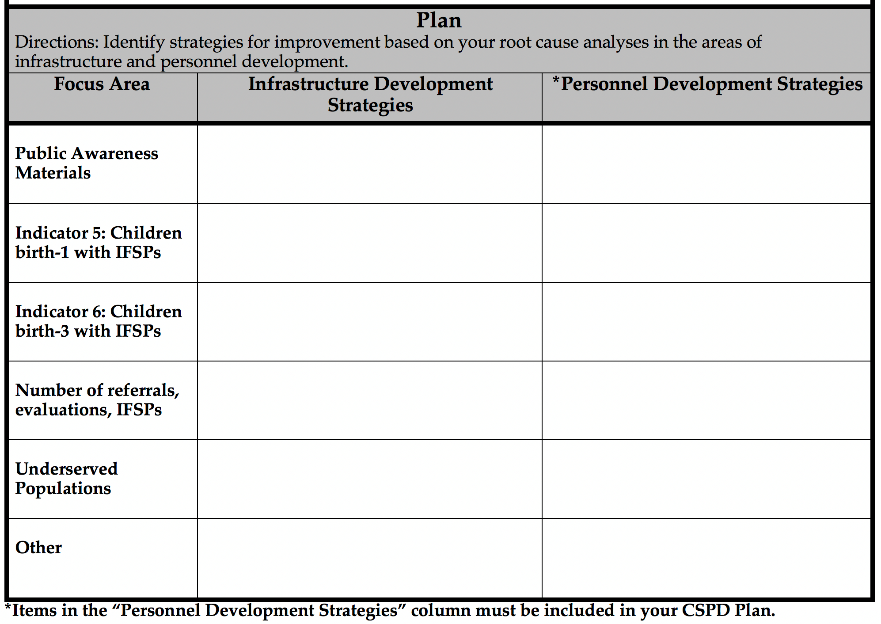 Plan
Directions: Identify strategies for improvement based on your root cause analyses in the areas of
infrastructure and personnel development.
Focus Area
Infrastructure Development
Strategies
*Personnel Development Strategies
Public Awareness
Materials
Indicator 5: Children
birth-1 with IFSPs
Indicator 6: Children
birth-3 with IFSPs
Number of referrals,
evaluations, IFSPs
Underserved
Populations
Other
*Items in the “Personnel Development Strategies” column must be included in your CSPD Plan.